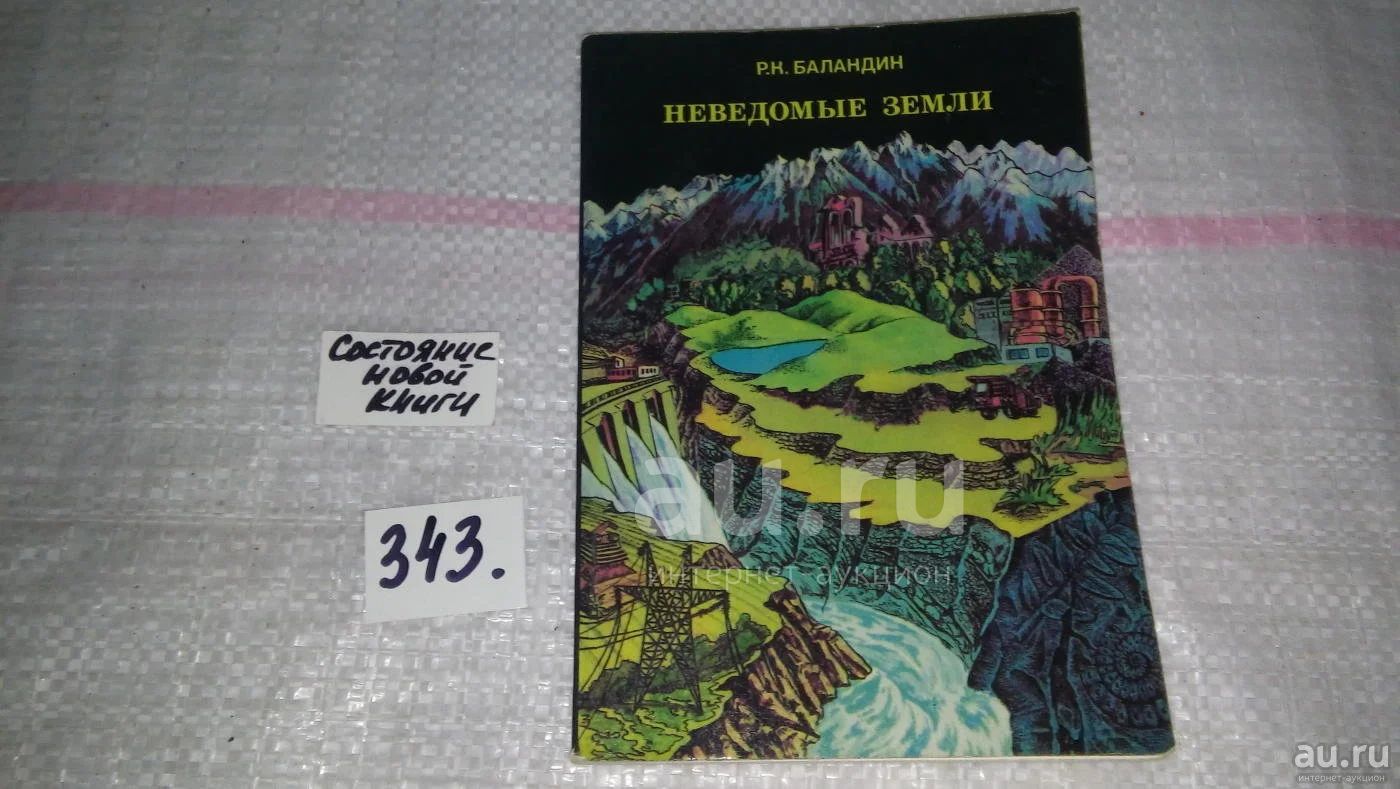 Р.К. БАЛАНДИН
НЕВЕДОМЫЕ ЗЕМЛИ
Состояние
новой
книги
343.
au.ru
интернет-аукцион
au.ru
интернет-аукцион